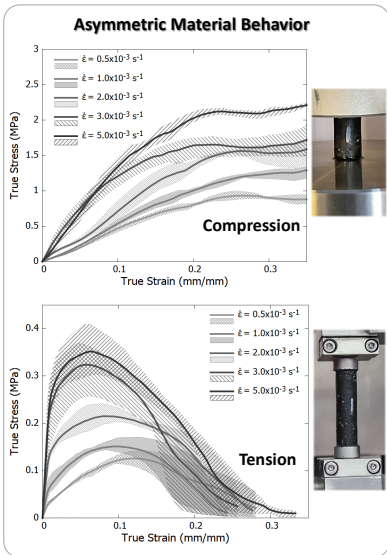 Asymmetric Material Behavior
3
2.5
2
1.5
1
0.5
0
True Stress (MPa)
ε̇ = 0.5x10⁻³ s⁻¹
ε̇ = 1.0x10⁻³ s⁻¹
ε̇ = 2.0x10⁻³ s⁻¹
ε̇ = 3.0x10⁻³ s⁻¹
ε̇ = 5.0x10⁻³ s⁻¹
Compression
0
0.1
0.2
0.3
True Strain (mm/mm)
0.4
0.3
0.2
0.1
0
True Stress (MPa)
ε̇ = 0.5x10⁻³ s⁻¹
ε̇ = 1.0x10⁻³ s⁻¹
ε̇ = 2.0x10⁻³ s⁻¹
ε̇ = 3.0x10⁻³ s⁻¹
ε̇ = 5.0x10⁻³ s⁻¹
Tension
0
0.1
0.2
0.3
True Strain (mm/mm)